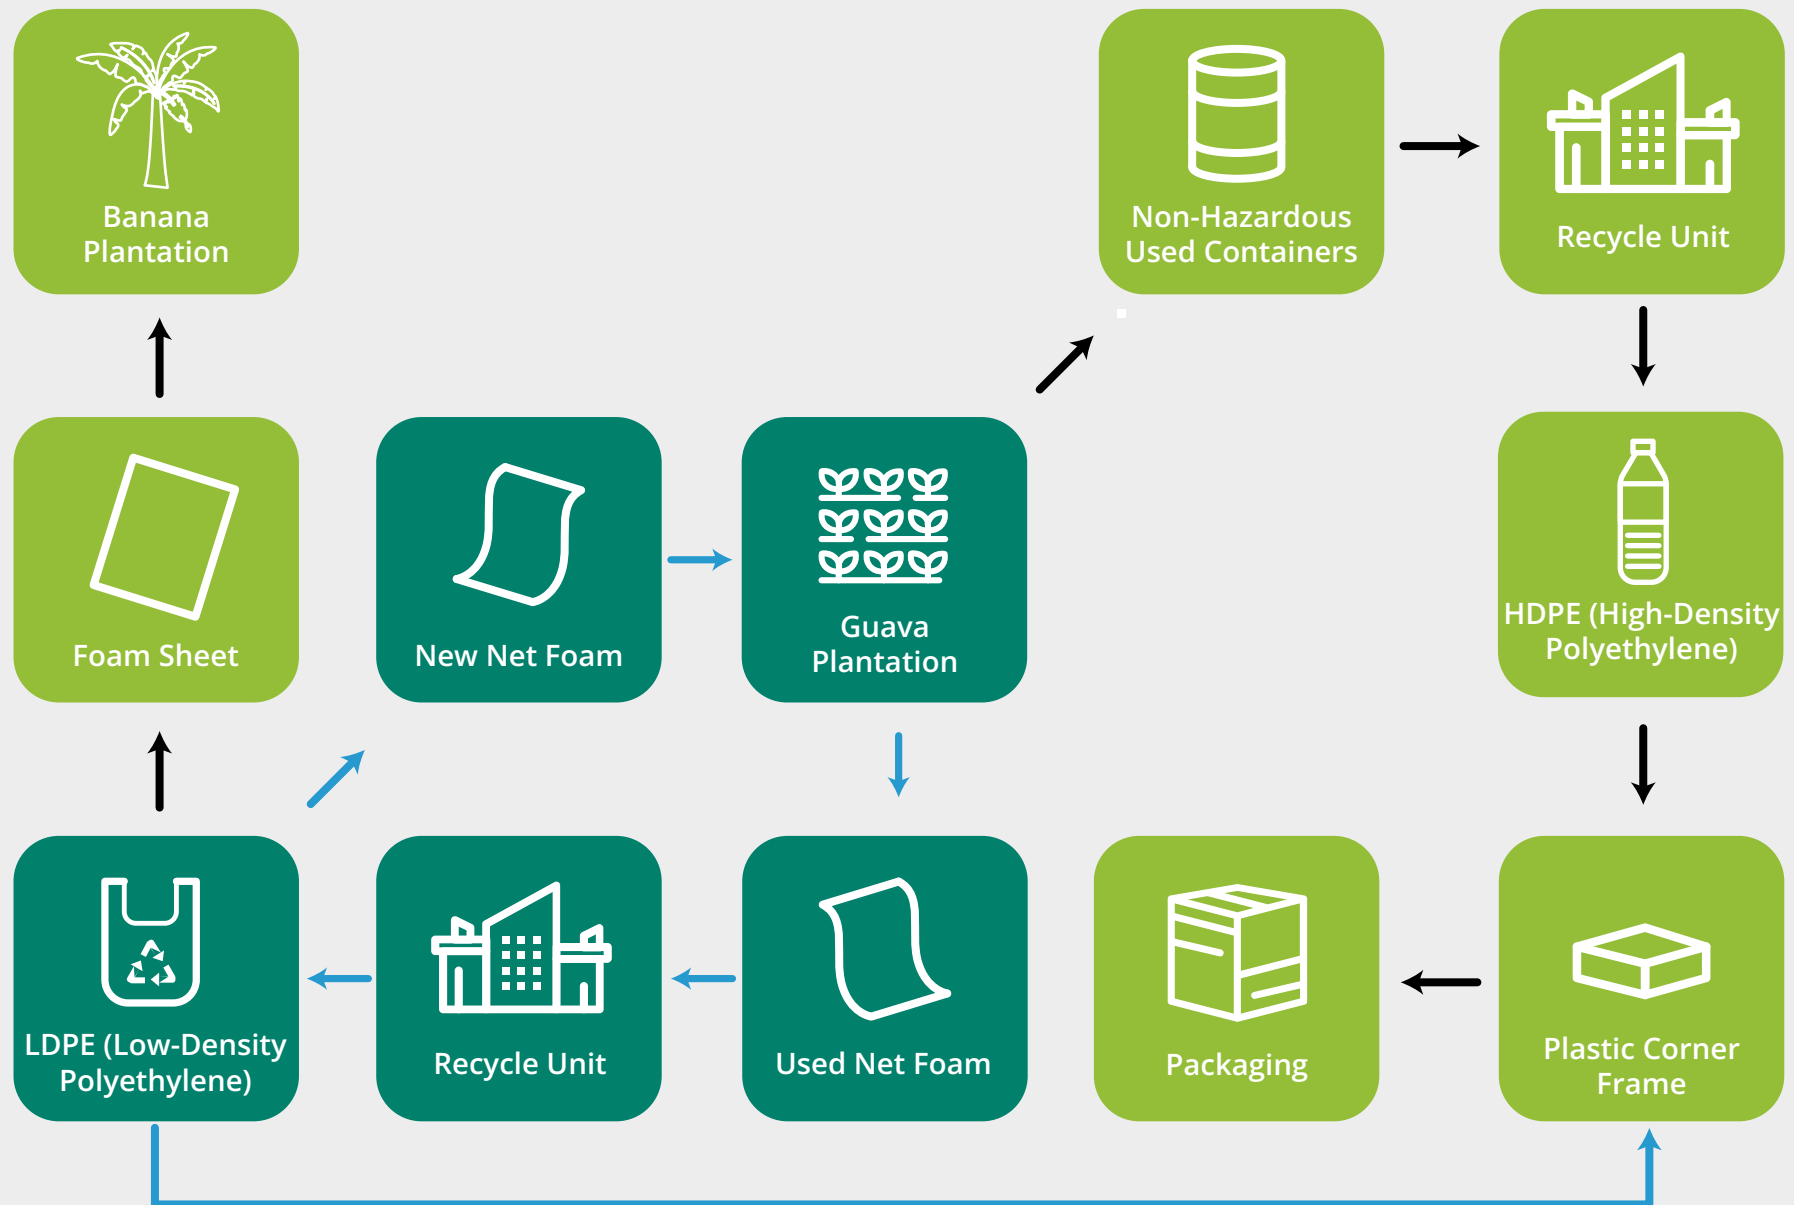 Banana
Plantation
Non-Hazardous
Used Containers
Recycle Unit
Foam Sheet
New Net Foam
Guava
Plantation
HDPE (High-Density
Polyethylene)
LDPE (Low-Density
Polyethylene)
Recycle Unit
Used Net Foam
Packaging
Plastic Corner
Frame